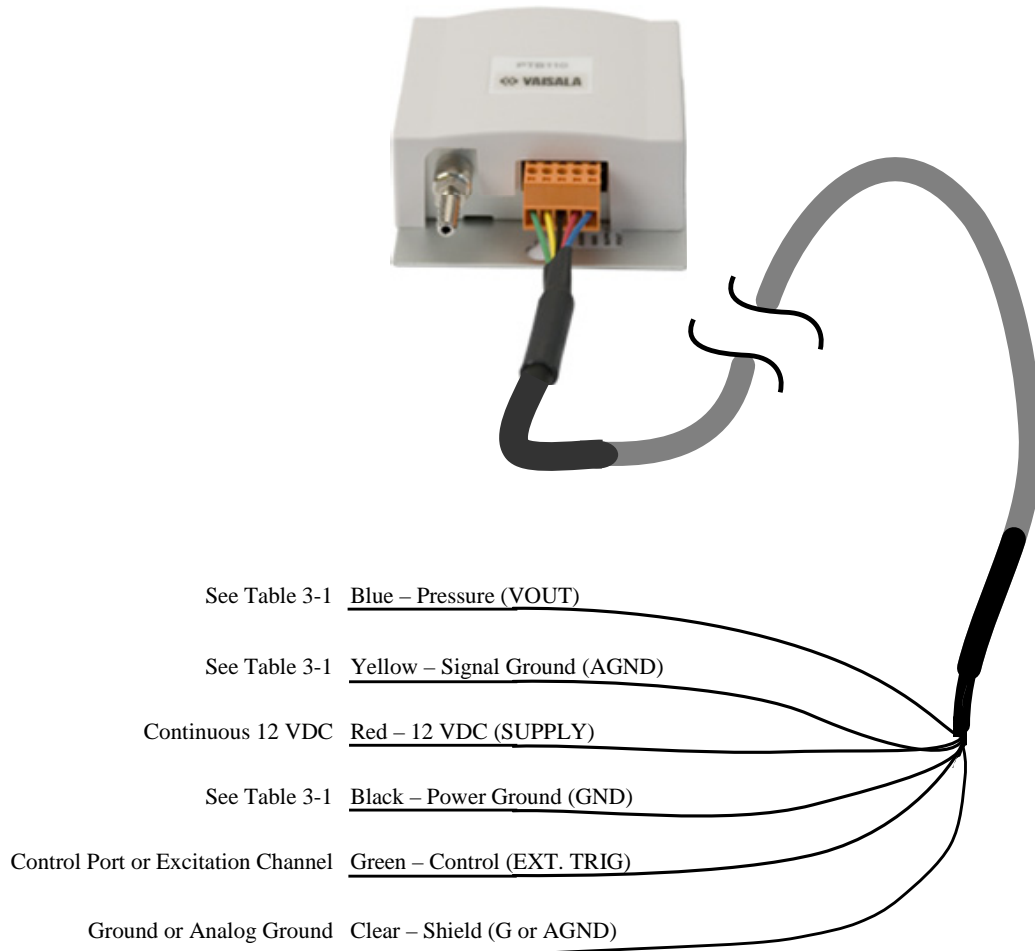 PTB110
VAISALA
See Table 3-1 Blue – Pressure (VOUT)
See Table 3-1 Yellow – Signal Ground (AGND)
Continuous 12 VDC Red – 12 VDC (SUPPLY)
See Table 3-1 Black – Power Ground (GND)
Control Port or Excitation Channel Green – Control (EXT. TRIG)
Ground or Analog Ground Clear – Shield (G or AGND)